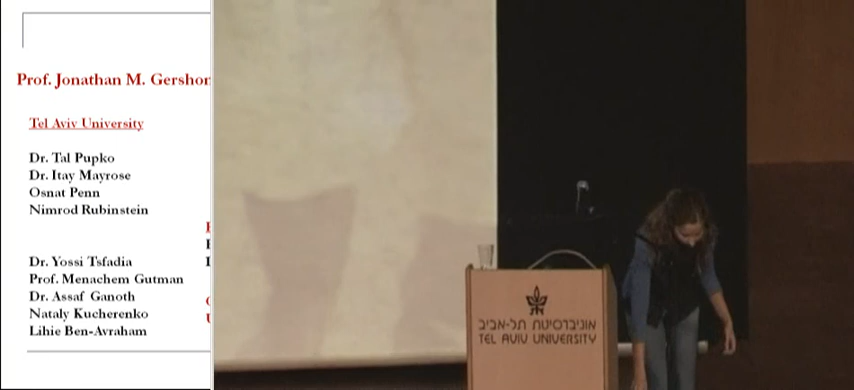 Prof. Jonathan M. Gershor
Tel Aviv University
Dr. Tal Pupko
Dr. Itay Mayrose
Osnat Penn
Nimrod Rubinstein
Dr. Yossi Tsfadia
Prof. Menachem Gutman
Dr. Assaf Ganoth
Nataly Kucherenko
Lihie Ben-Avraham
אוניברסיטת תל-אביב
TEL AVIV UNIVERSITY